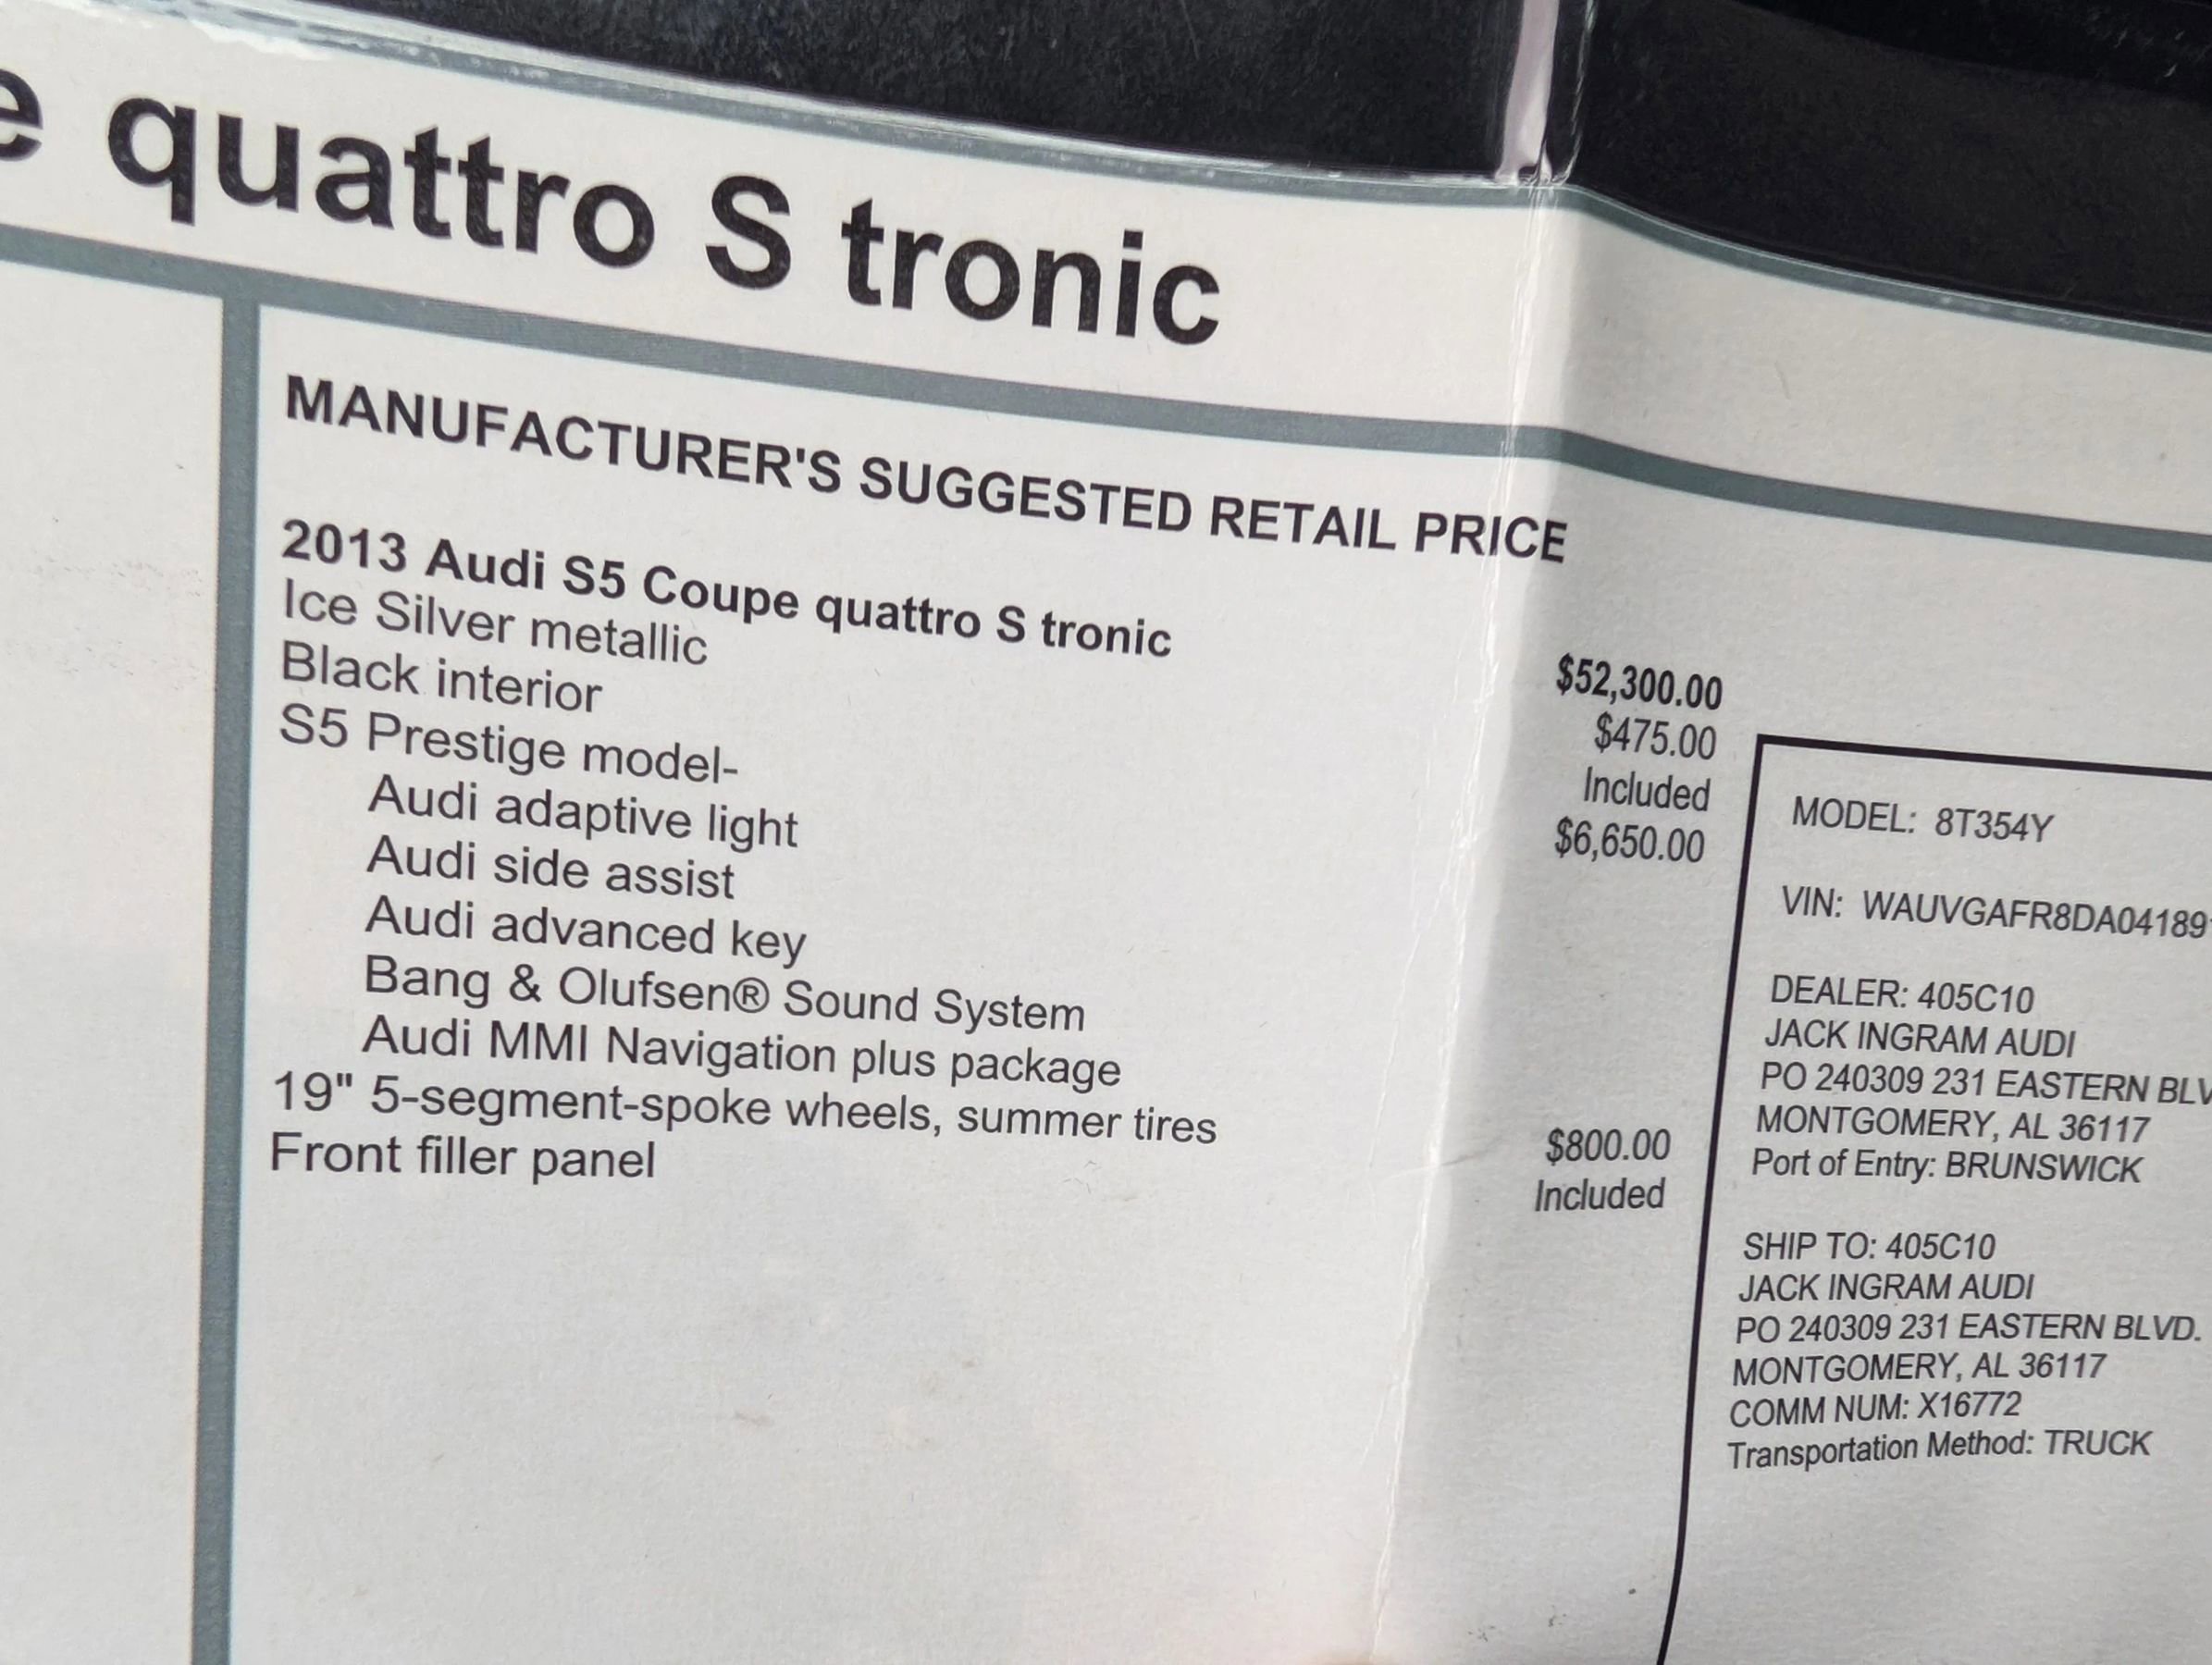 quattro S tronic
MANUFACTURER'S SUGGESTED RETAIL PRICE
2013 Audi S5 Coupe quattro S tronic $52,300.00
Ice Silver metallic $475.00
Black interior Included
S5 Prestige model- $6,650.00
Audi adaptive light
Audi side assist
Audi advanced key
Bang & Olufsen® Sound System
Audi MMI Navigation plus package
19" 5-segment-spoke wheels, summer tires $800.00
Front filler panel Included
MODEL: 8T354Y
VIN:
DEALER: 405C10
JACK INGRAM AUDI
PO 240309 231 EASTERN
MONTGOMERY, AL 36117
Port of Entry: BRUNSWICK
SHIP TO: 405C10
JACK INGRAM AUDI
PO 240309 231 EASTERN BLVD.
MONTGOMERY, AL 36117
COMM NUM: X16772
Transportation Method: TRUCK